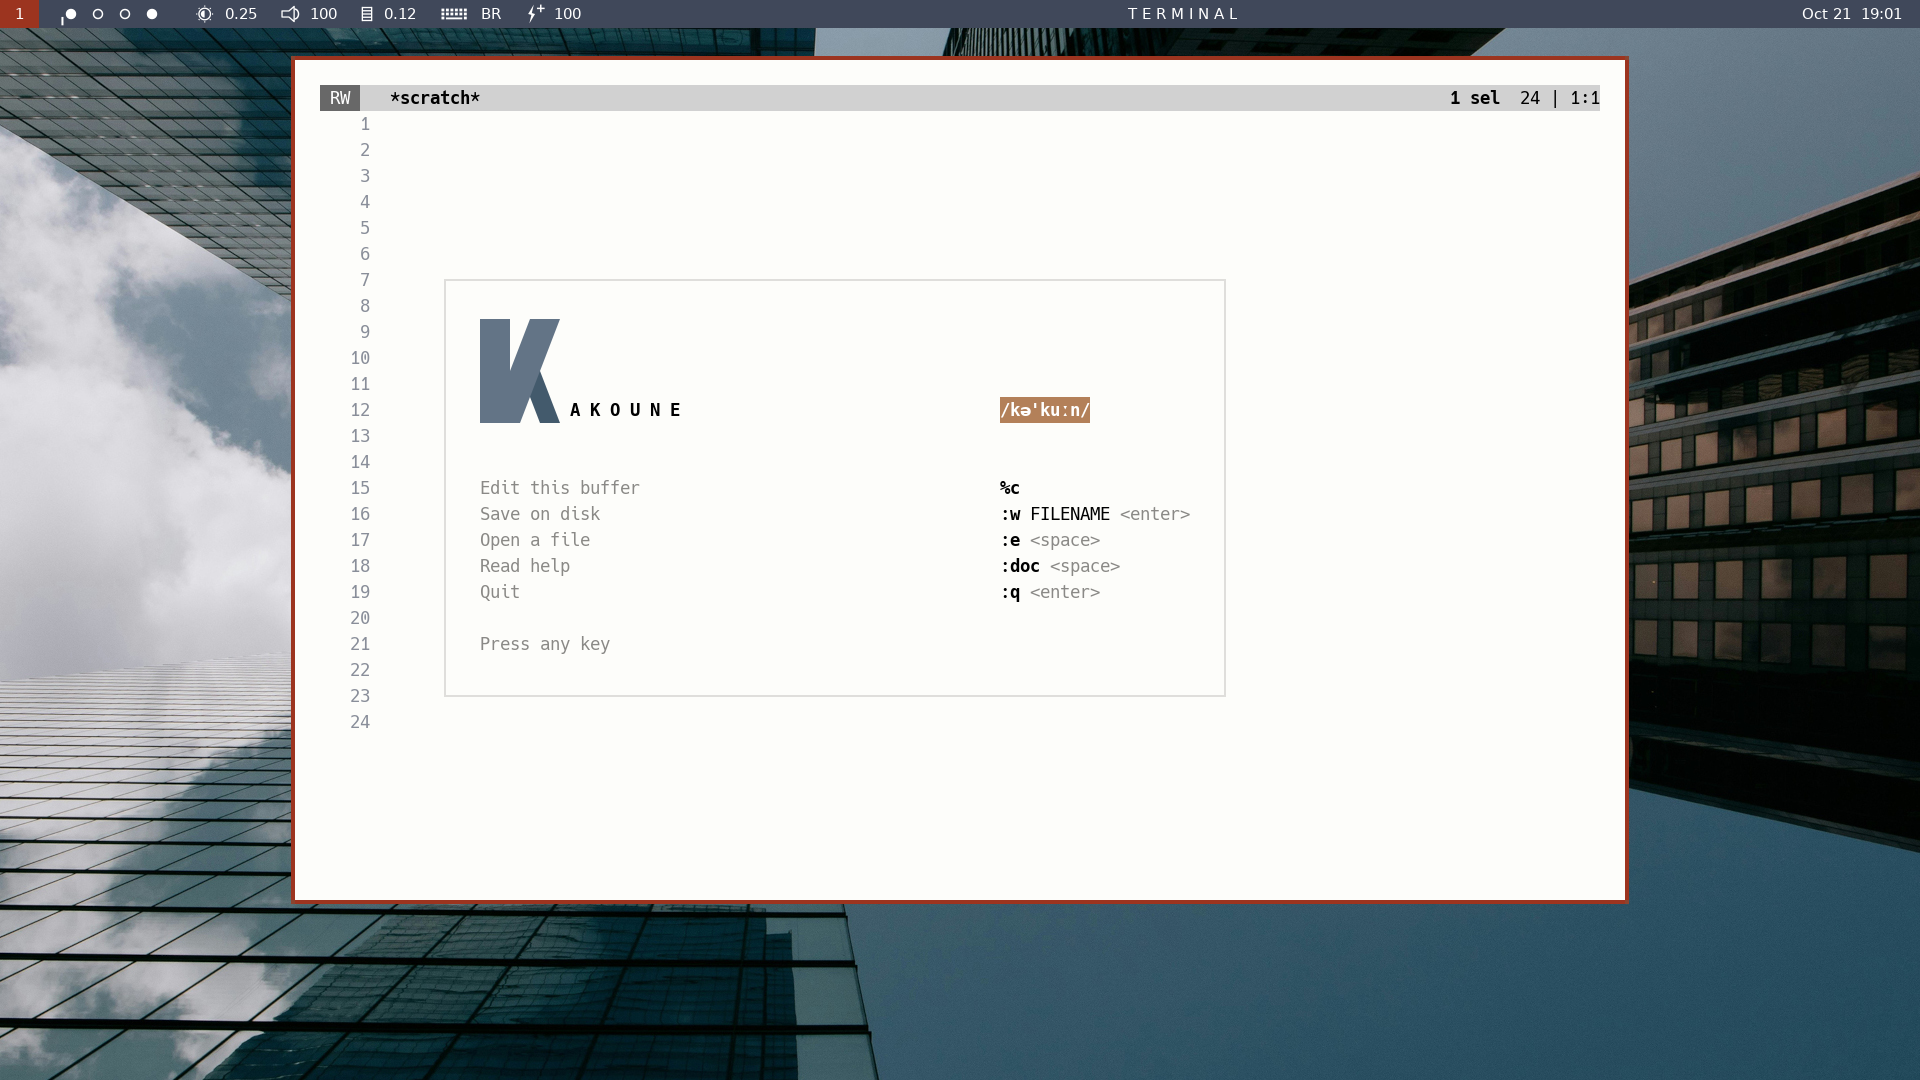 1 0.25 100 0.12 BR 100 TERMINAL Oct 21 19:01
RW *scratch* 1 sel 24 | 1:1
1
2
3
4
5
6
7
8
9
10
11
12 K AKOUNE /kə'kuːn/
13
14
15 Edit this buffer %c
16 Save on disk :w FILENAME <enter>
17 Open a file :e <space>
18 Read help :doc <space>
19 Quit :q <enter>
20
21 Press any key
22
23
24